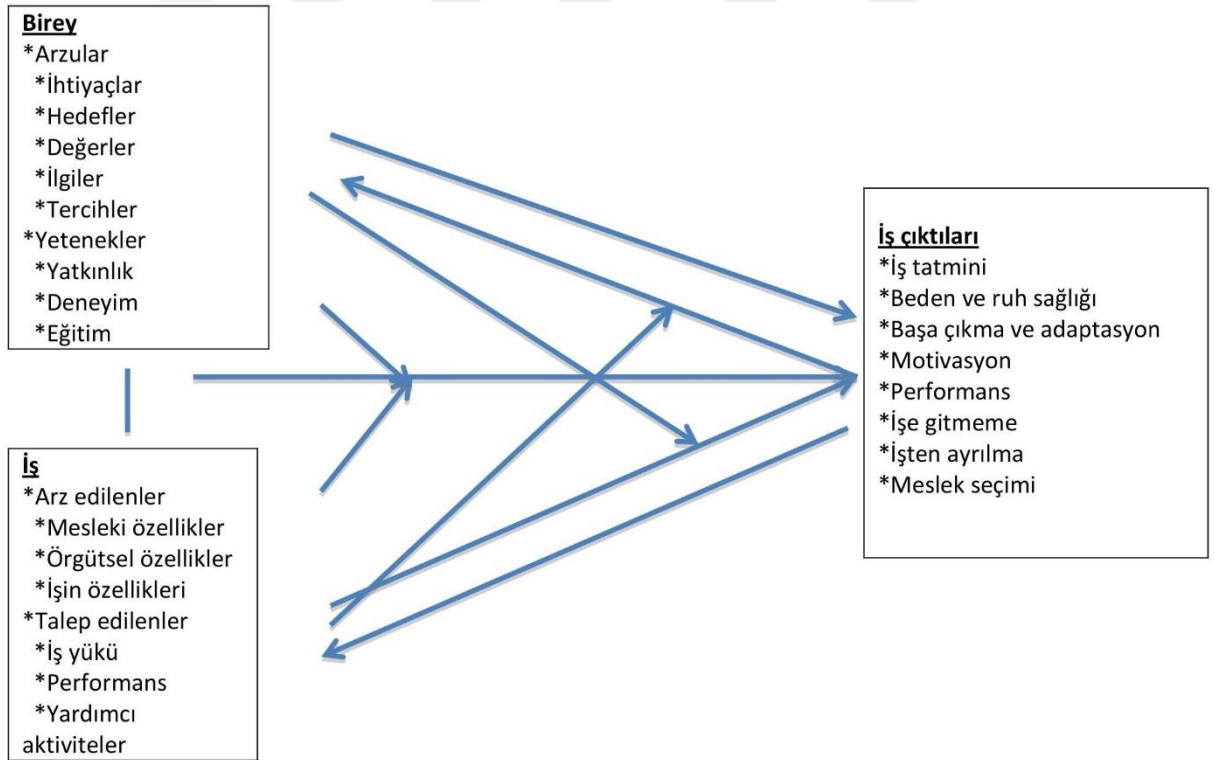 Birey
*Arzular
*İhtiyaçlar
*Hedefler
*Değerler
*İlgiler
*Tercihler
*Yetenekler
*Yatkınlık
*Deneyim
*Eğitim
İş
*Arz edilenler
*Mesleki özellikler
*Örgütsel özellikler
*İşin özellikleri
*Talep edilenler
*İş yükü
*Performans
*Yardımcı
aktiviteler
İş çıktıları
*İş tatmini
*Beden ve ruh sağlığı
*Başa çıkma ve adaptasyon
*Motivasyon
*Performans
*İşe gitmeme
*İşten ayrılma
*Meslek seçimi